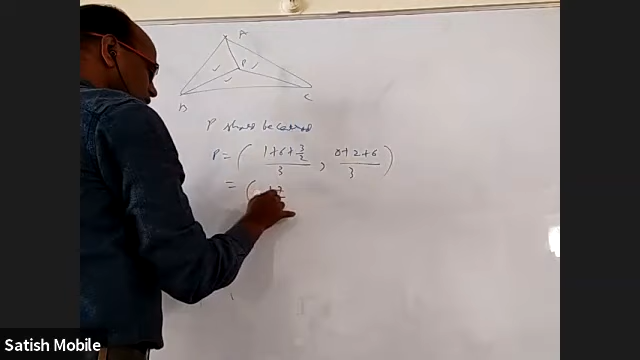 A
P
B
C
P should be centroid
P = ( (1+6+3/2)/3 , (0+2+6)/3 )
= (
Satish Mobile